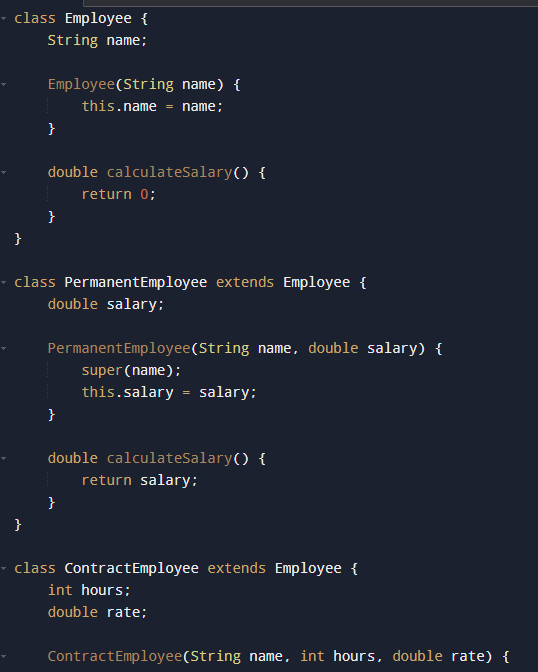 class Employee {
    String name;

    Employee(String name) {
        this.name = name;
    }

    double calculateSalary() {
        return 0;
    }
}

class PermanentEmployee extends Employee {
    double salary;

    PermanentEmployee(String name, double salary) {
        super(name);
        this.salary = salary;
    }

    double calculateSalary() {
        return salary;
    }
}

class ContractEmployee extends Employee {
    int hours;
    double rate;

    ContractEmployee(String name, int hours, double rate) {